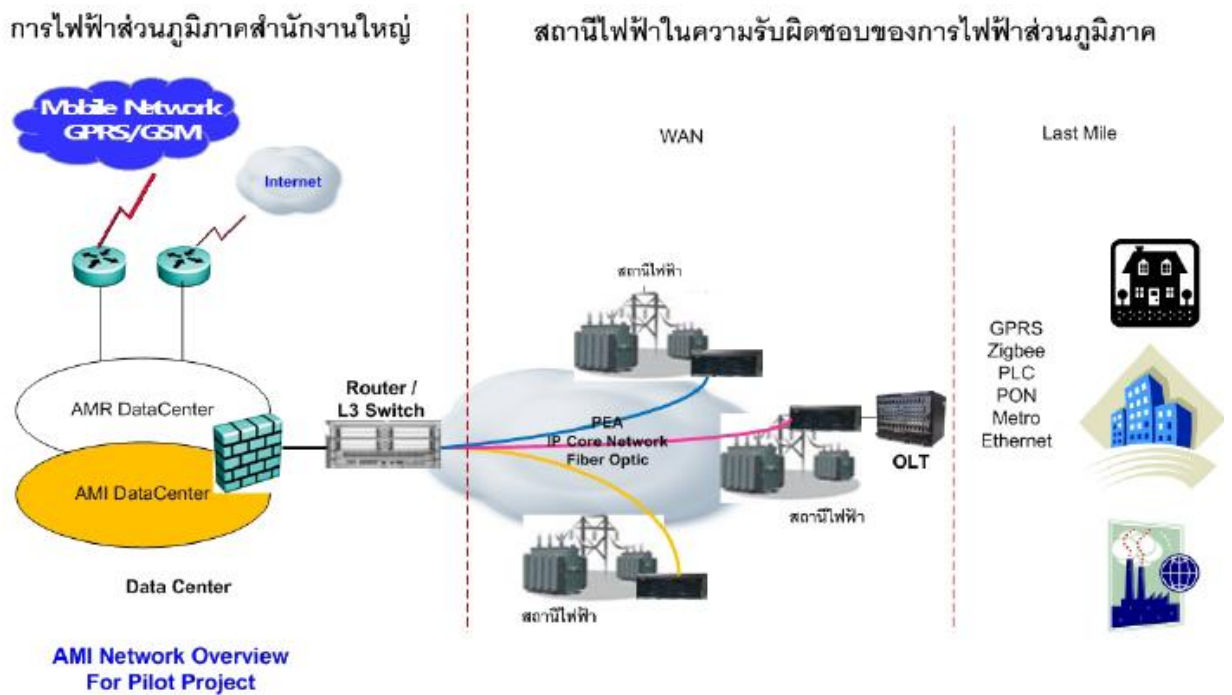 การไฟฟ้าส่วนภูมิภาคสำนักงานใหญ่
สถานีไฟฟ้าในความรับผิดชอบของการไฟฟ้าส่วนภูมิภาค
Mobile Network
GPRS/GSM
Internet
WAN
Last Mile
สถานีไฟฟ้า
GPRS
Zigbee
PLC
PON
Metro
Ethernet
AMR DataCenter
Router /
L3 Switch
PEA
IP Core Network
Fiber Optic
OLT
AMI DataCenter
สถานีไฟฟ้า
สถานีไฟฟ้า
Data Center
AMI Network Overview
For Pilot Project